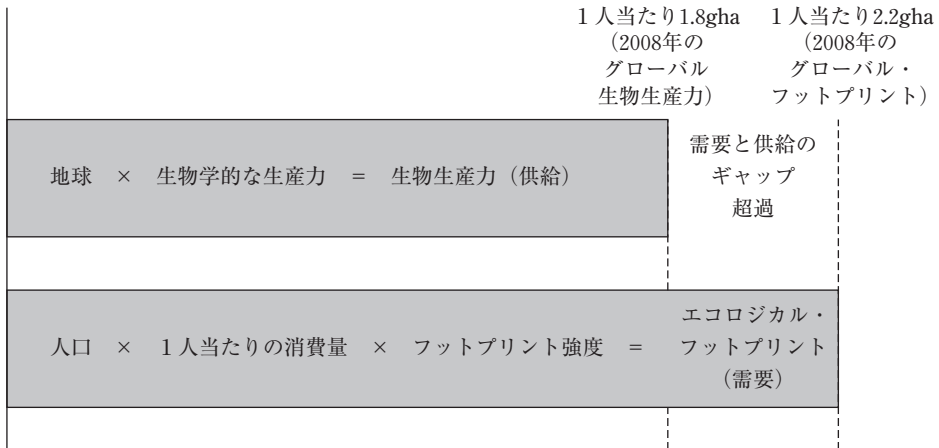 １人当たり1.8gha
（2008年の
グローバル
生物生産力）
１人当たり2.2gha
（2008年の
グローバル・
フットプリント）
地球　×　生物学的な生産力　=　生物生産力（供給）
需要と供給の
ギャップ
超過
人口　×　１人当たりの消費量　×　フットプリント強度　=
エコロジカル・
フットプリント
（需要）